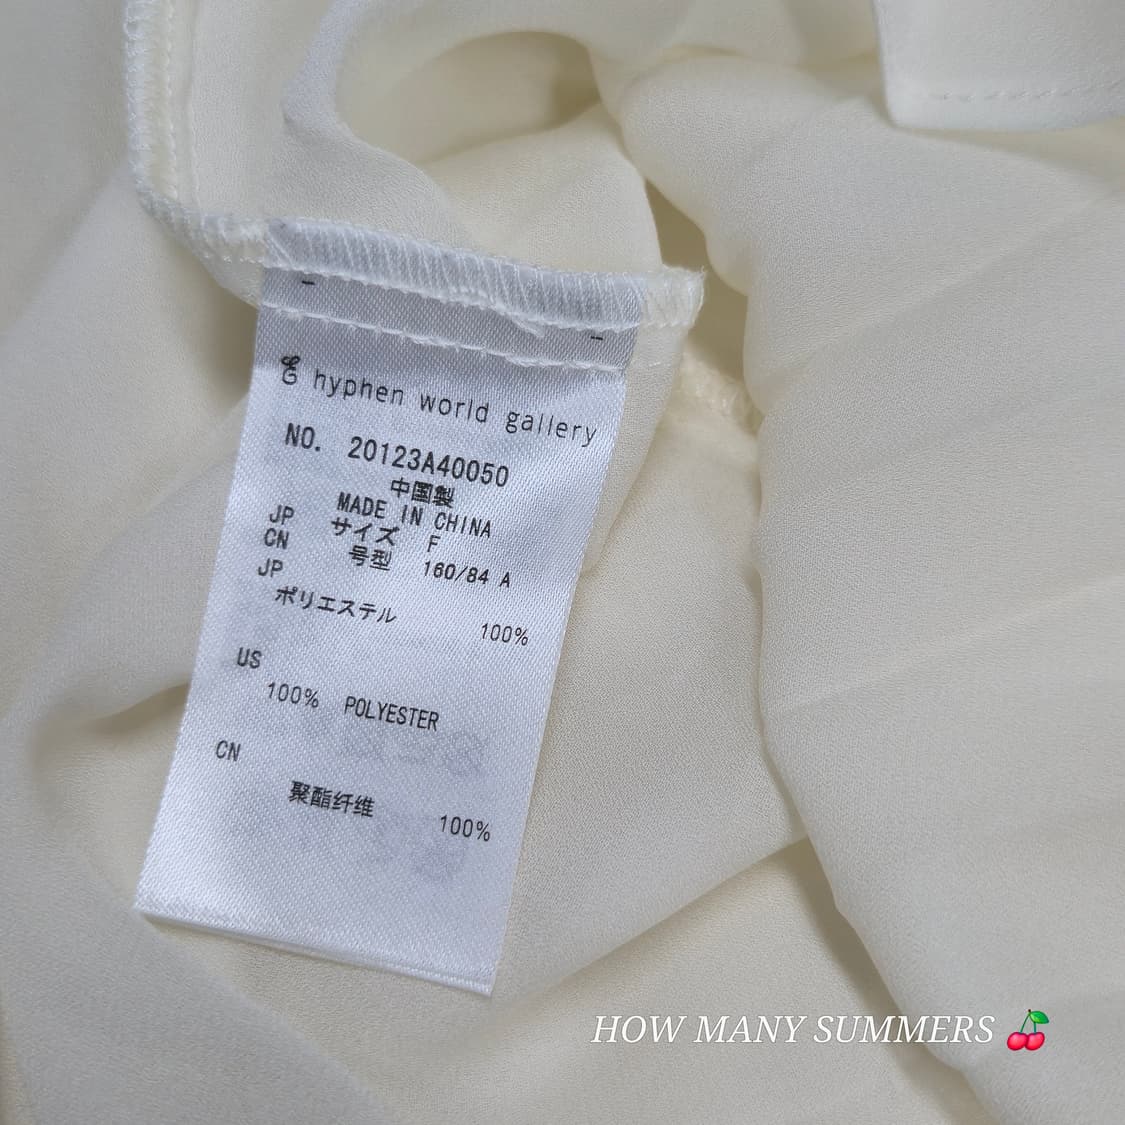 hyphen world gallery
NO. 20123A40050
中国製
MADE IN CHINA
JP サイズ F
CN 号型 160/84 A
JP
ポリエステル 100%
US
100% POLYESTER
CN
聚酯纤维 100%
HOW MANY SUMMERS 🍒